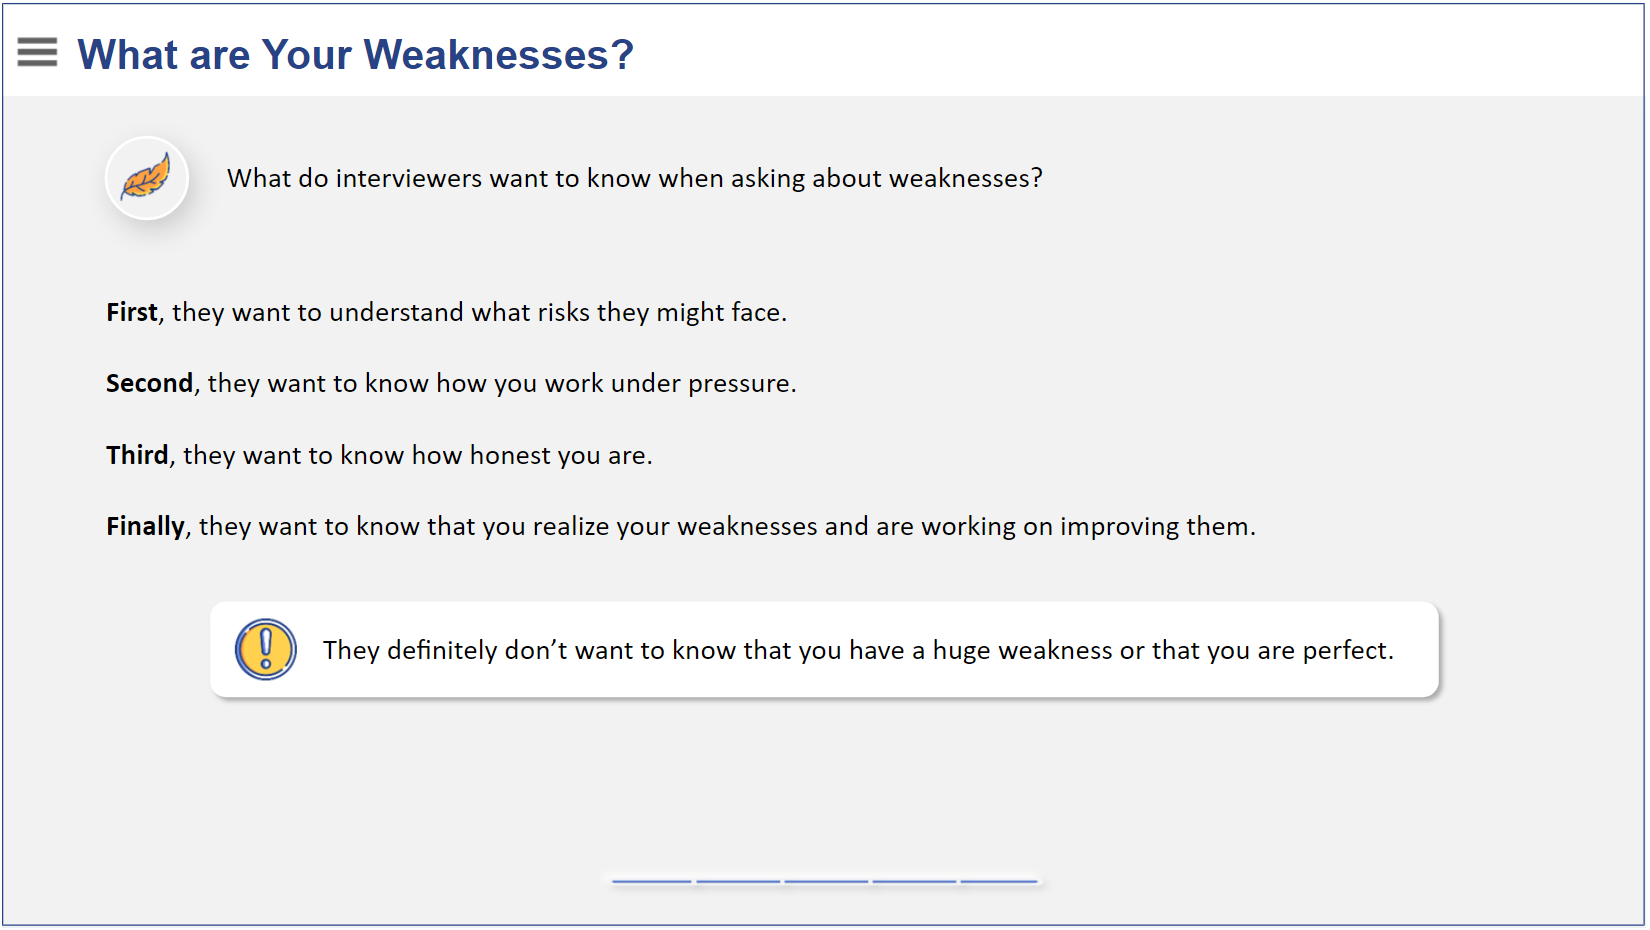 What are Your Weaknesses?
What do interviewers want to know when asking about weaknesses?
First, they want to understand what risks they might face.
Second, they want to know how you work under pressure.
Third, they want to know how honest you are.
Finally, they want to know that you realize your weaknesses and are working on improving them.
They definitely don’t want to know that you have a huge weakness or that you are perfect.